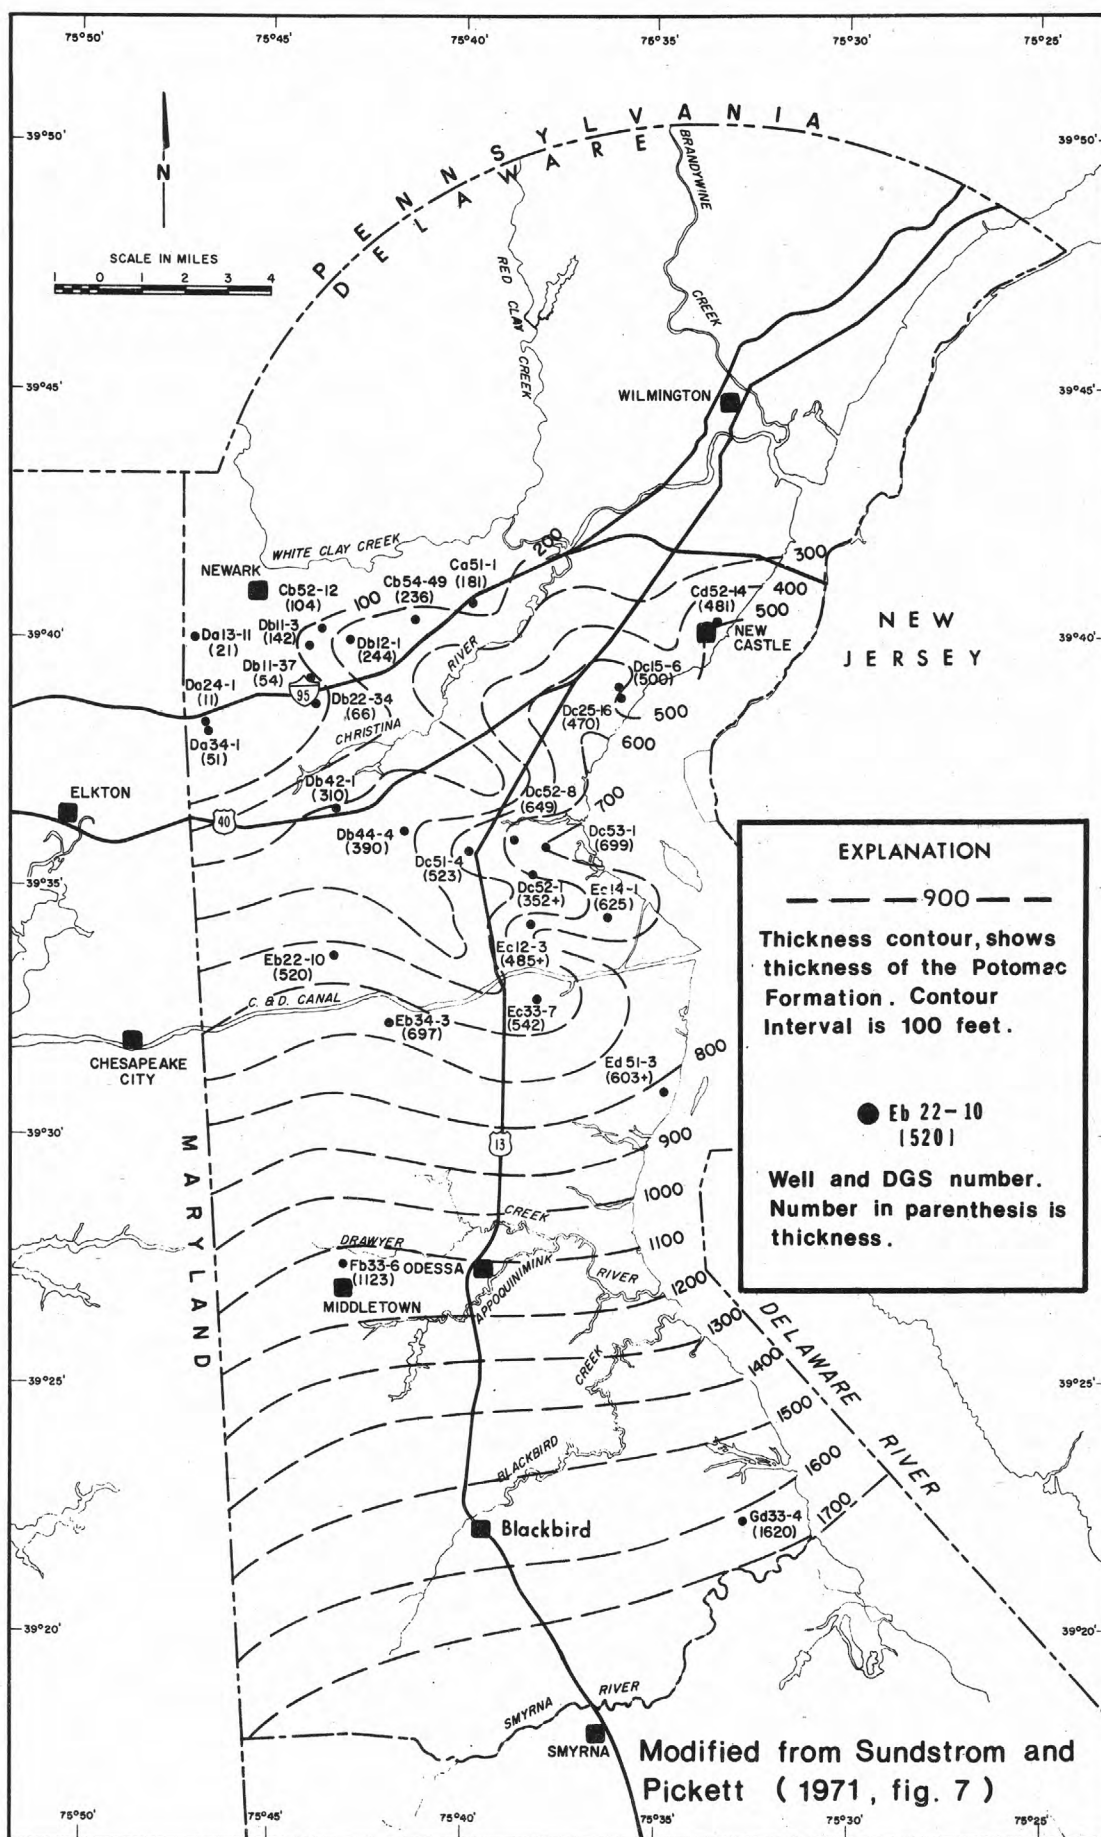 75°50' 75°45' 75°40' 75°35' 75°30' 75°25'
39°50' 39°50'
PENNSYLVANIA
DELAWARE
N
SCALE IN MILES
1 0 1 2 3 4
BRANDYWINE
CREEK
RED CLAY
CREEK
39°45' 39°45'
WILMINGTON
WHITE CLAY CREEK
200
300
400
500
NEWARK
Cb52-12
(104)
100
Cb54-49
(236)
Ca51-1
(181)
Cd52-14
(481)
NEW
CASTLE
NEW
JERSEY
39°40' 39°40'
Da13-11
(21)
Db11-3
(142)
Db12-1
(244)
RIVER
CHRISTINA
Db11-37
(54)
Da24-1
(11)
95
Db22-34
(66)
Da34-1
(51)
Dc15-6
(500)
Dc25-16
(470)
500
600
700
ELKTON
40
Db42-1
(310)
Dc52-8
(649)
Db44-4
(390)
Dc51-4
(523)
Dc53-1
(699)
Dc52-1
(352+)
Ec14-1
(625)
39°35' 39°35'
Ec12-3
(485+)
Eb22-10
(520)
C. & D. CANAL
Ec33-7
(542)
Eb34-3
(697)
CHESAPEAKE
CITY
Ed51-3
(603+)
800
EXPLANATION
900
Thickness contour, shows
thickness of the Potomac
Formation. Contour
Interval is 100 feet.
Eb 22-10
(520)
Well and DGS number.
Number in parenthesis is
thickness.
39°30'
MARYLAND
13
900
1000
1100
1200
1300
1400
1500
1600
1700
CREEK
DRAWYER
Fb33-6
(1123)
ODESSA
MIDDLETOWN
APPOQUINIMINK
RIVER
DELAWARE
RIVER
39°25' 39°25'
CREEK
BLACKBIRD
Blackbird
Gd33-4
(1620)
39°20' 39°20'
SMYRNA
RIVER
SMYRNA
Modified from Sundstrom and
Pickett (1971, fig. 7)
75°50' 75°45' 75°40' 75°35' 75°30' 75°25'